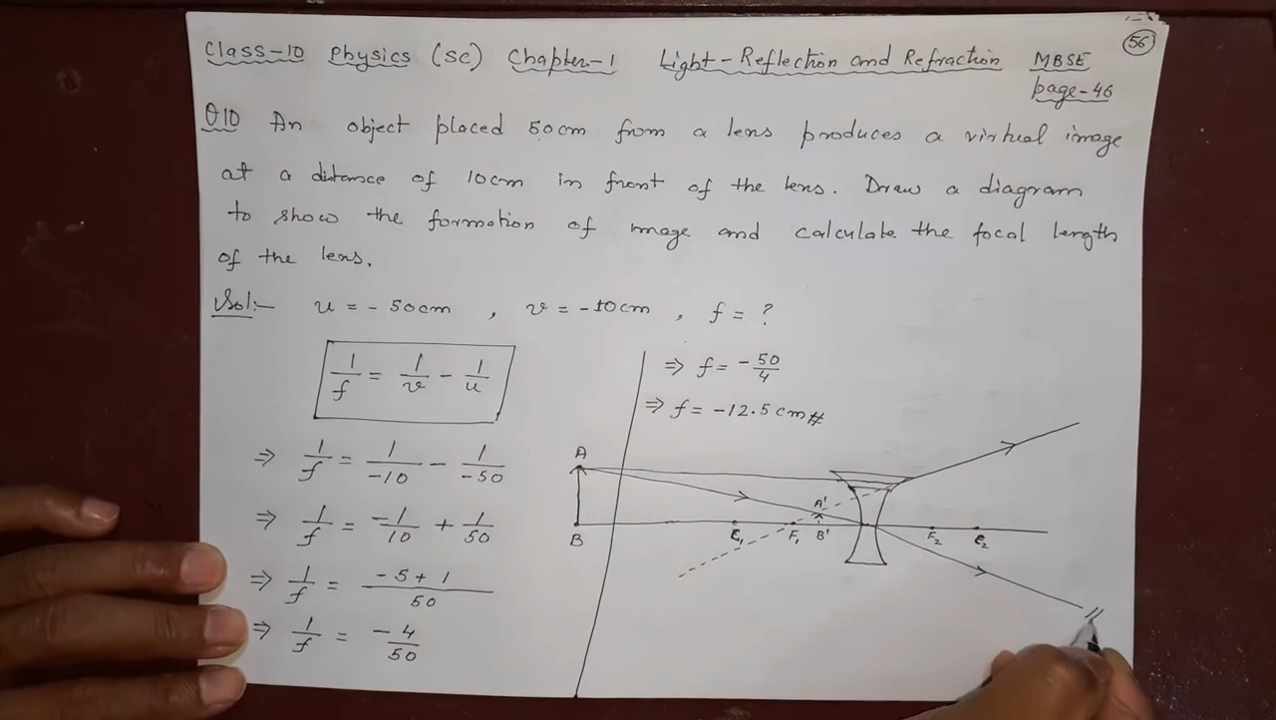 56
Class-10 Physics (SC) Chapter-1 Light-Reflection and Refraction MBSE
page-46
Q10 An object placed 50cm from a lens produces a virtual image
at a distance of 10cm in front of the lens. Draw a diagram
to show the formation of image and calculate the focal length
of the lens.
Sol:- u = -50cm , v = -10cm , f = ?
1/f = 1/v - 1/u
⇒ 1/f = 1/-10 - 1/-50
⇒ 1/f = -1/10 + 1/50
⇒ 1/f = -5+1/50
⇒ 1/f = -4/50
⇒ f = -50/4
⇒ f = -12.5cm #
A
A'
B C₁ F₁ B' F₂ C₂